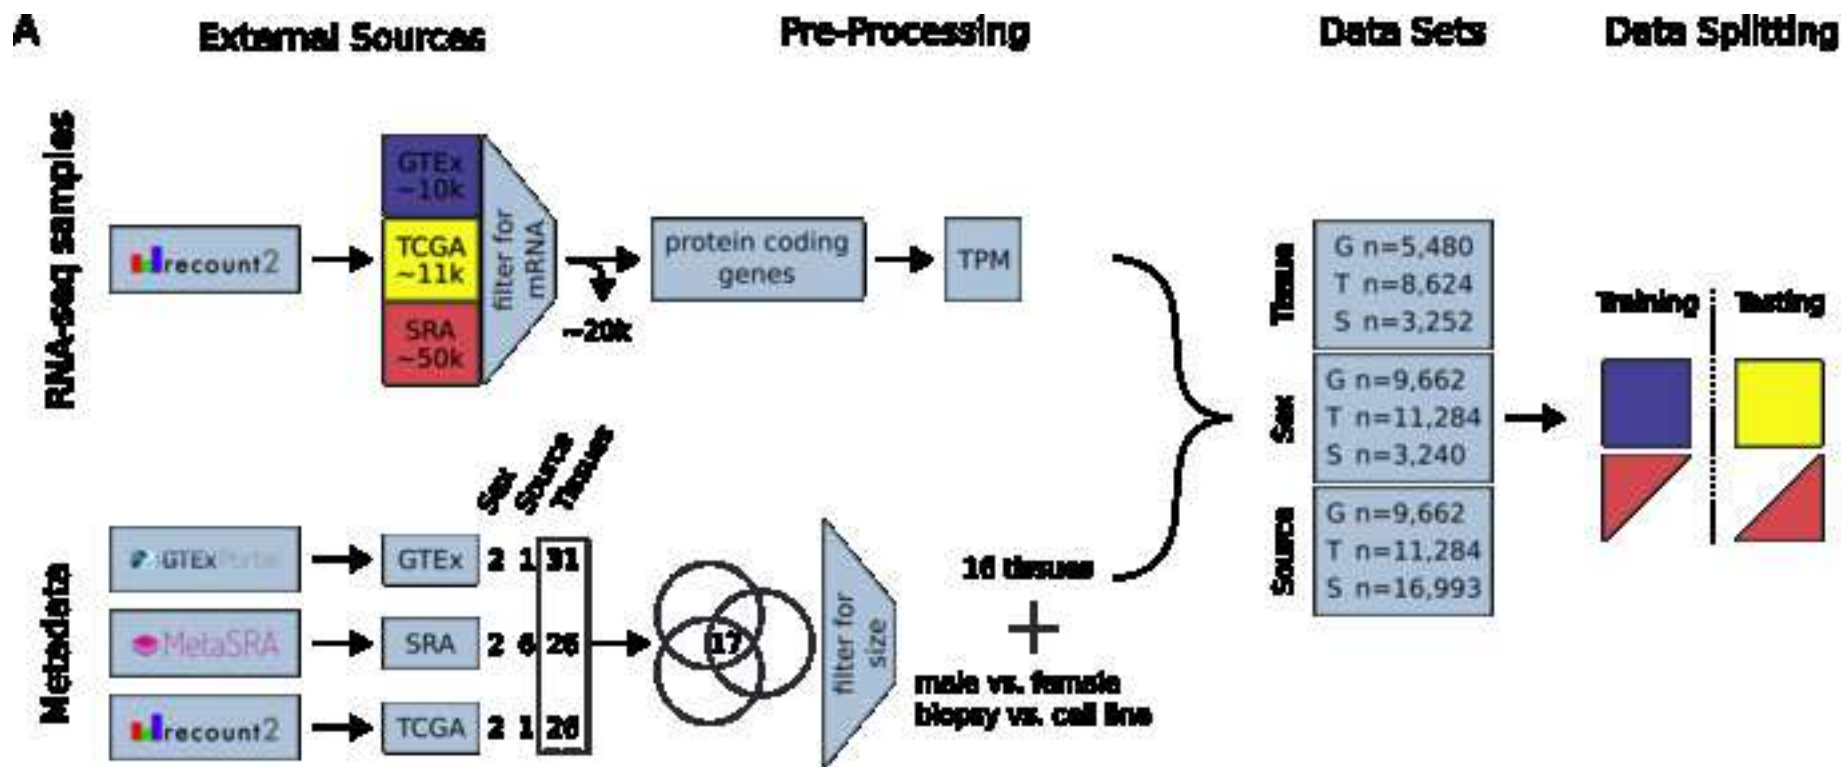 A
External Sources
Pre-Processing
Data Sets
Data Splitting
RNA-seq samples
recount2
GTEx
~10k
TCGA
~11k
SRA
~50k
filter for
mRNA
~20k
protein coding
genes
TPM
Tissue
G n=5,480
T n=8,624
S n=3,252
Sex
G n=9,662
T n=11,284
S n=3,240
Source
G n=9,662
T n=11,284
S n=16,993
Training
Testing
Metadata
Sex
Source
Tissues
GTExPortal
GTEx 2 1 31
MetaSRA
SRA 2 6 26
recount2
TCGA 2 1 26
17
filter for
size
16 tissues
+
male vs. female
biopsy vs. cell line